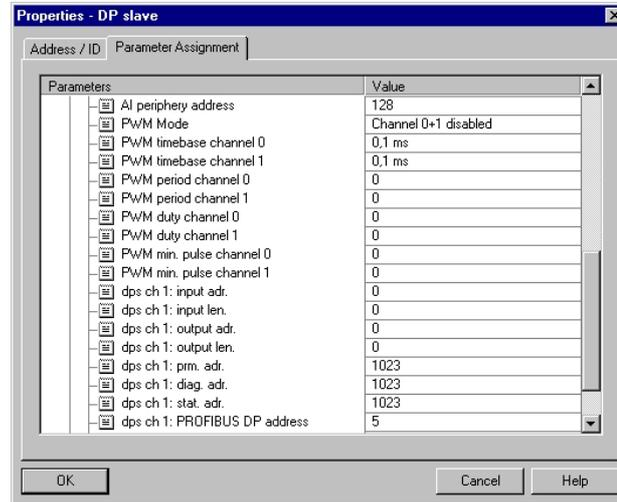 Properties - DP slave
Address / ID Parameter Assignment
Parameters Value
AI periphery address 128
PWM Mode Channel 0+1 disabled
PWM timebase channel 0 0,1 ms
PWM timebase channel 1 0,1 ms
PWM period channel 0 0
PWM period channel 1 0
PWM duty channel 0 0
PWM duty channel 1 0
PWM min. pulse channel 0 0
PWM min. pulse channel 1 0
dps ch 1: input adr. 0
dps ch 1: input len. 0
dps ch 1: output adr. 0
dps ch 1: output len. 0
dps ch 1: prm. adr. 1023
dps ch 1: diag. adr. 1023
dps ch 1: stat. adr. 1023
dps ch 1: PROFIBUS DP address 5
OK Cancel Help